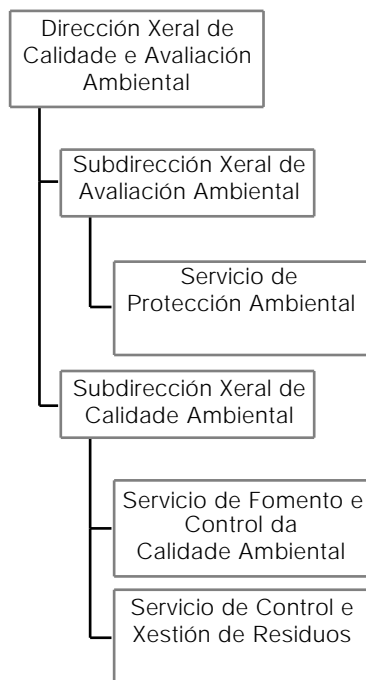 Dirección Xeral de
Calidade e Avaliación
Ambiental
Subdirección Xeral de
Avaliación Ambiental
Servicio de
Protección Ambiental
Subdirección Xeral de
Calidade Ambiental
Servicio de Fomento e
Control da
Calidade Ambiental
Servicio de Control e
Xestión de Residuos